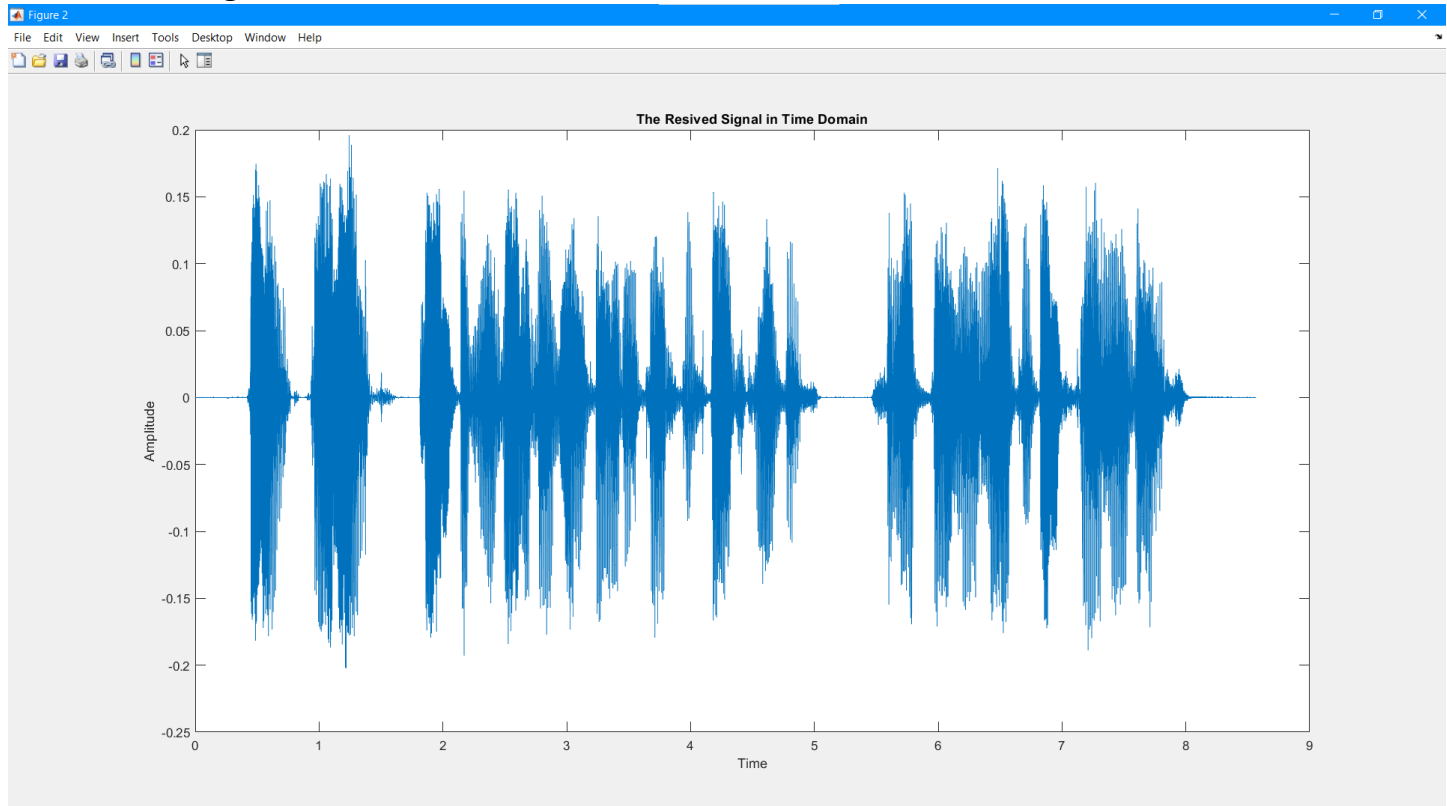 Figure 2
File Edit View Insert Tools Desktop Window Help
The Resived Signal in Time Domain
0.2
0.15
0.1
0.05
0
-0.05
-0.1
-0.15
-0.2
-0.25
Amplitude
0 1 2 3 4 5 6 7 8 9
Time